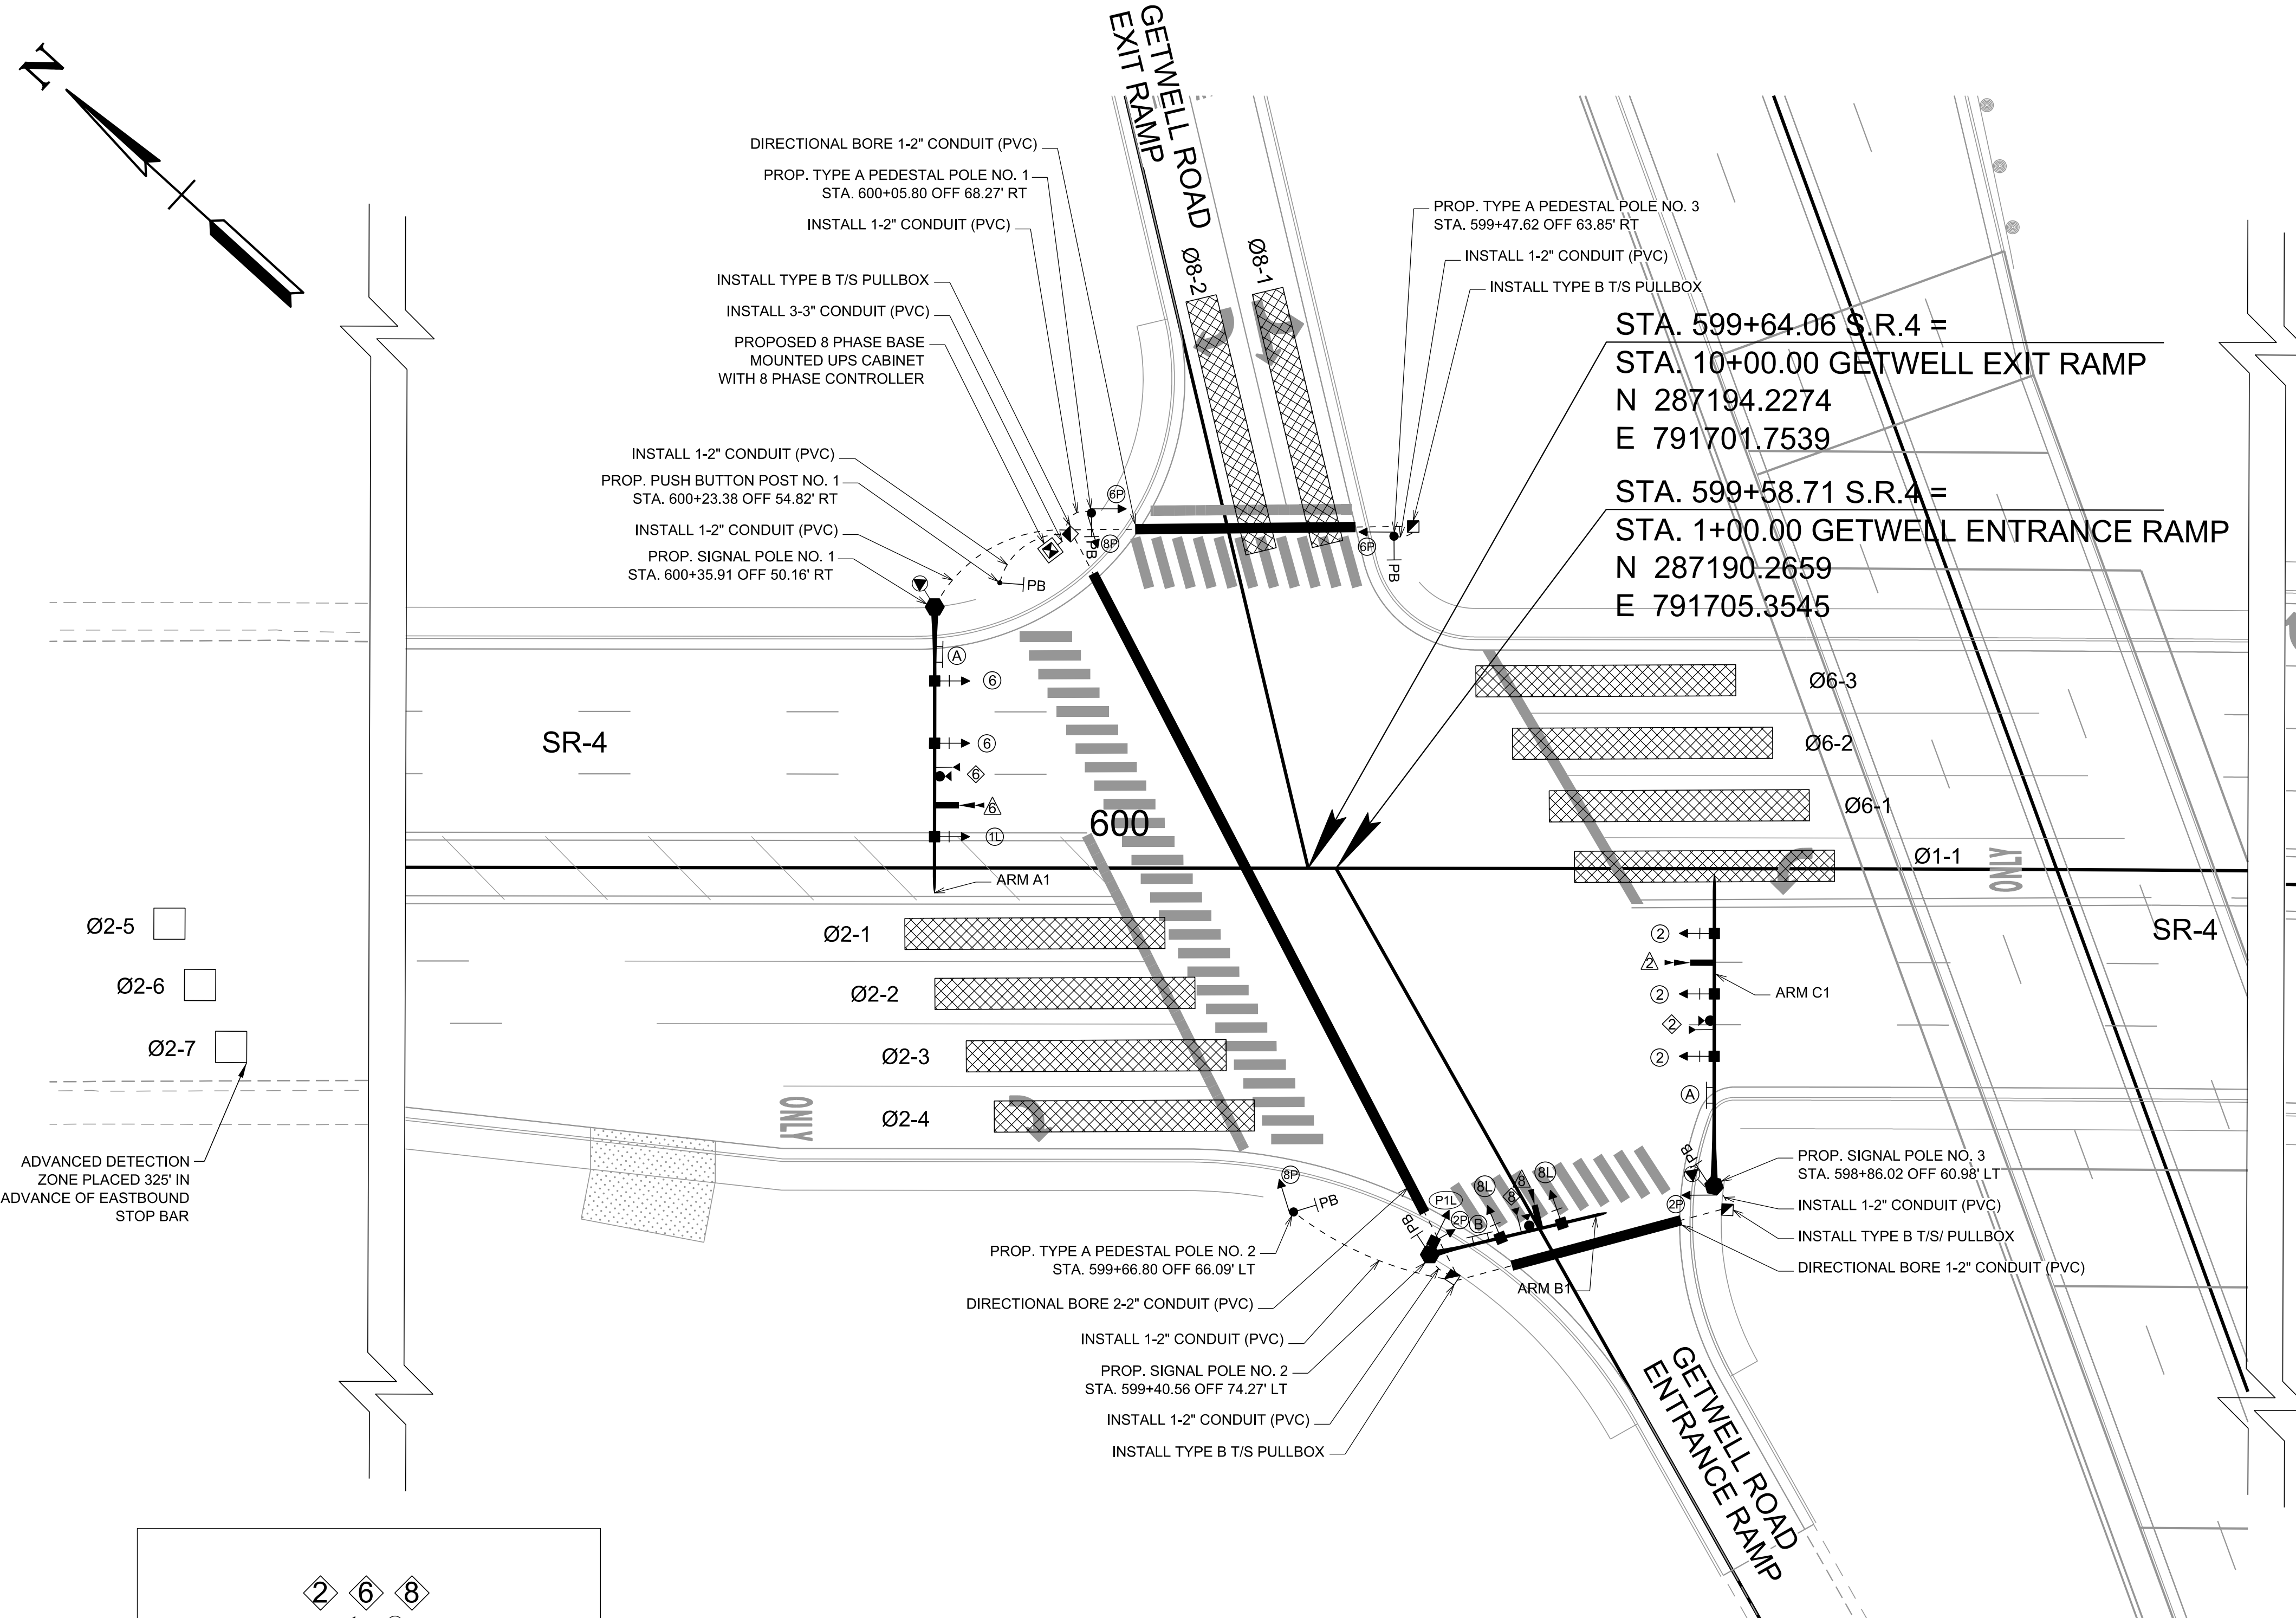 N
GETWELL ROAD
EXIT RAMP
DIRECTIONAL BORE 1-2" CONDUIT (PVC)
PROP. TYPE A PEDESTAL POLE NO. 1
STA. 600+05.80 OFF 68.27' RT
INSTALL 1-2" CONDUIT (PVC)
INSTALL TYPE B T/S PULLBOX
INSTALL 3-3" CONDUIT (PVC)
PROPOSED 8 PHASE BASE
MOUNTED UPS CABINET
WITH 8 PHASE CONTROLLER
INSTALL 1-2" CONDUIT (PVC)
PROP. PUSH BUTTON POST NO. 1
STA. 600+23.38 OFF 54.82' RT
INSTALL 1-2" CONDUIT (PVC)
PROP. SIGNAL POLE NO. 1
STA. 600+35.91 OFF 50.16' RT
Ø8-2
Ø8-1
PROP. TYPE A PEDESTAL POLE NO. 3
STA. 599+47.62 OFF 63.85' RT
INSTALL 1-2" CONDUIT (PVC)
INSTALL TYPE B T/S PULLBOX
STA. 599+64.06 S.R.4 =
STA. 10+00.00 GETWELL EXIT RAMP
N 287194.2274
E 791701.7539
STA. 599+58.71 S.R.4 =
STA. 1+00.00 GETWELL ENTRANCE RAMP
N 287190.2659
E 791705.3545
6P
8P
PB
PB
6P
PB
A
6
6
6
6
1L
ARM A1
SR-4
600
Ø6-3
Ø6-2
Ø6-1
Ø1-1
ONLY
SR-4
Ø2-5
Ø2-6
Ø2-7
ADVANCED DETECTION
ZONE PLACED 325' IN
ADVANCE OF EASTBOUND
STOP BAR
Ø2-1
Ø2-2
Ø2-3
Ø2-4
ONLY
2
2
2
2
2
A
ARM C1
PB
2P
PROP. SIGNAL POLE NO. 3
STA. 598+86.02 OFF 60.98' LT
INSTALL 1-2" CONDUIT (PVC)
INSTALL TYPE B T/S/ PULLBOX
DIRECTIONAL BORE 1-2" CONDUIT (PVC)
8P
PB
PB
P1L
2P
B
8L
8
8
8L
ARM B1
PROP. TYPE A PEDESTAL POLE NO. 2
STA. 599+66.80 OFF 66.09' LT
DIRECTIONAL BORE 2-2" CONDUIT (PVC)
INSTALL 1-2" CONDUIT (PVC)
PROP. SIGNAL POLE NO. 2
STA. 599+40.56 OFF 74.27' LT
INSTALL 1-2" CONDUIT (PVC)
INSTALL TYPE B T/S PULLBOX
GETWELL ROAD
ENTRANCE RAMP
2 6 8